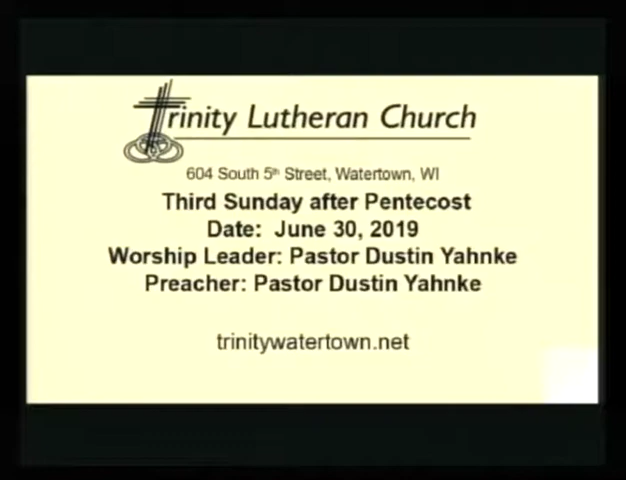 Trinity Lutheran Church
604 South 5th Street, Watertown, WI
Third Sunday after Pentecost
Date: June 30, 2019
Worship Leader: Pastor Dustin Yahnke
Preacher: Pastor Dustin Yahnke
trinitywatertown.net